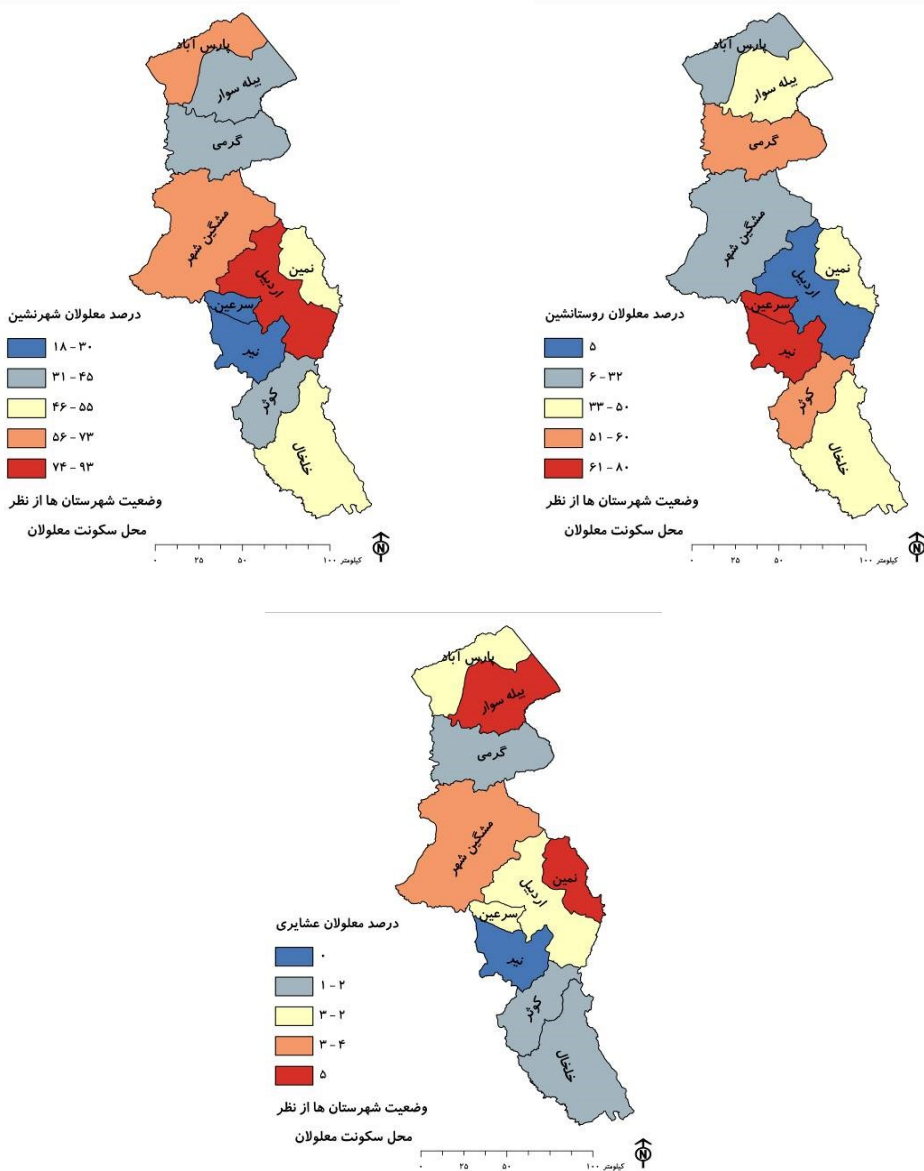 پارس آباد
بیله سوار
گرمی
مشگین شهر
نمین
اردبیل
سرعین
نیر
کوثر
خلخال
درصد معلولان شهرنشین
۱۸ - ۳۰
۳۱ - ۴۵
۴۶ - ۵۵
۵۶ - ۷۳
۷۴ - ۹۳
وضعیت شهرستان ها از نظر
محل سکونت معلولان
۰ ۲۵ ۵۰ ۱۰۰ کیلومتر
N
پارس آباد
بیله سوار
گرمی
مشگین شهر
نمین
اردبیل
سرعین
نیر
کوثر
خلخال
درصد معلولان روستانشین
۵
۶ - ۳۲
۳۳ - ۵۰
۵۱ - ۶۰
۶۱ - ۸۰
وضعیت شهرستان ها از نظر
محل سکونت معلولان
۰ ۲۵ ۵۰ ۱۰۰ کیلومتر
N
پارس آباد
بیله سوار
گرمی
مشگین شهر
نمین
اردبیل
سرعین
نیر
کوثر
خلخال
درصد معلولان عشایری
۰
۱ - ۲
۳ - ۲
۳ - ۴
۵
وضعیت شهرستان ها از نظر
محل سکونت معلولان
۰ ۲۵ ۵۰ ۱۰۰ کیلومتر
N